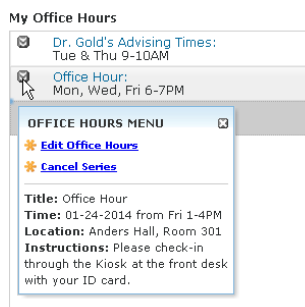 My Office Hours
Dr. Gold's Advising Times:
Tue & Thu 9-10AM
Office Hour:
Mon, Wed, Fri 6-7PM
OFFICE HOURS MENU
Edit Office Hours
Cancel Series
Title: Office Hour
Time: 01-24-2014 from Fri 1-4PM
Location: Anders Hall, Room 301
Instructions: Please check-in
through the Kiosk at the front desk
with your ID card.